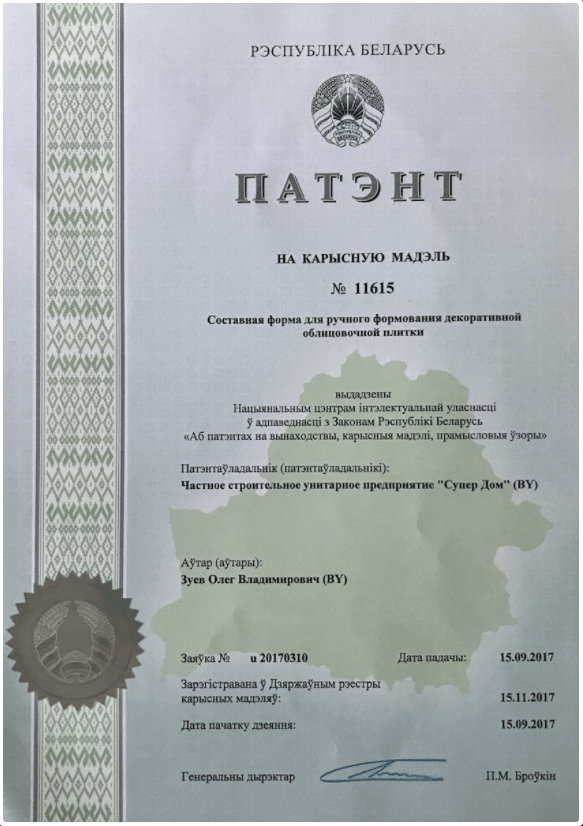 РЭСПУБЛІКА БЕЛАРУСЬ
ПАТЭНТ
НА КАРЫСНУЮ МАДЭЛЬ
№ 11615
Составная форма для ручного формования декоративной
облицовочной плитки
выдадзены
Нацыянальным цэнтрам інтэлектуальнай уласнасці
ў адпаведнасці з Законам Рэспублікі Беларусь
«Аб патэнтах на вынаходствы, карысныя мадэлі, прамысловыя ўзоры»
Патэнтаўладальнік (патэнтаўладальнікі):
Частное строительное унитарное предприятие "Супер Дом" (BY)
Аўтар (аўтары):
Зуев Олег Владимирович (BY)
Заяўка № u 20170310 Дата падачы: 15.09.2017
Зарэгістравана ў Дзяржаўным рэестры
карысных мадэляў: 15.11.2017
Дата пачатку дзеяння: 15.09.2017
Генеральны дырэктар П.М. Броўкін